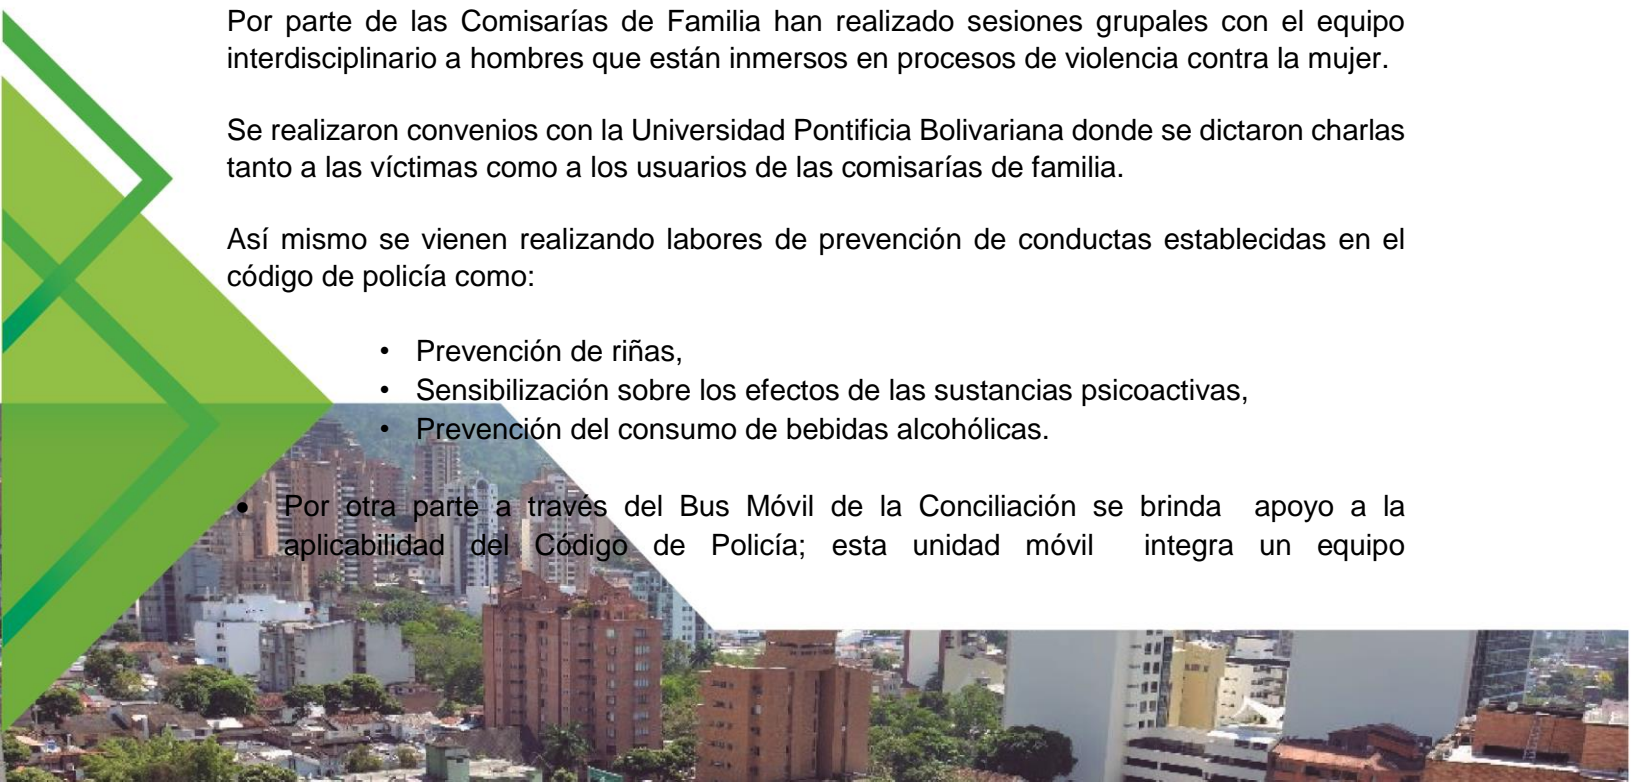 Por parte de las Comisarías de Familia han realizado sesiones grupales con el equipo
interdisciplinario a hombres que están inmersos en procesos de violencia contra la mujer.
Se realizaron convenios con la Universidad Pontificia Bolivariana donde se dictaron charlas
tanto a las víctimas como a los usuarios de las comisarías de familia.
Así mismo se vienen realizando labores de prevención de conductas establecidas en el
código de policía como:
• Prevención de riñas,
• Sensibilización sobre los efectos de las sustancias psicoactivas,
• Prevención del consumo de bebidas alcohólicas.
• Por otra parte a través del Bus Móvil de la Conciliación se brinda apoyo a la
aplicabilidad del Código de Policía; esta unidad móvil integra un equipo